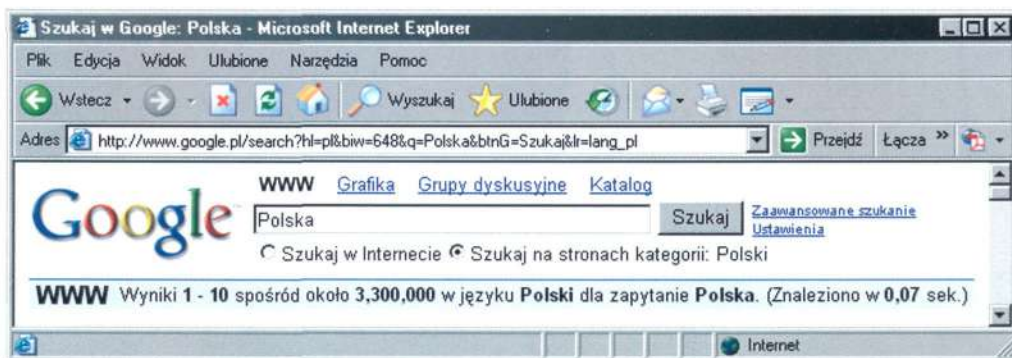 Szukaj w Google: Polska - Microsoft Internet Explorer
Plik Edycja Widok Ulubione Narzędzia Pomoc
Wstecz Wyszukaj Ulubione
Adres http://www.google.pl/search?hl=pl&biw=648&q=Polska&btnG=Szukaj&lr=lang_pl Przejdź Łącza »
WWW Grafika Grupy dyskusyjne Katalog
Google Polska Szukaj Zaawansowane szukanie
Ustawienia
Szukaj w Internecie Szukaj na stronach kategorii: Polski
WWW Wyniki 1 - 10 spośród około 3,300,000 w języku Polski dla zapytanie Polska. (Znaleziono w 0,07 sek.)
Internet